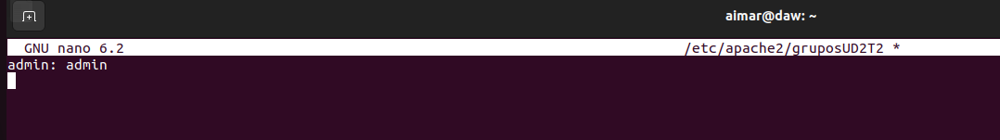 aimar@daw: ~
GNU nano 6.2 /etc/apache2/gruposUD2T2 *
admin: admin